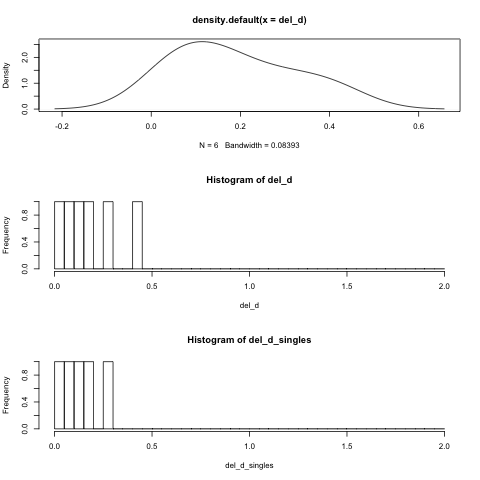 density.default(x = del_d)
Density
0.0 1.0 2.0
-0.2 0.0 0.2 0.4 0.6
N = 6 Bandwidth = 0.08393
Histogram of del_d
Frequency
0.0 0.4 0.8
0.0 0.5 1.0 1.5 2.0
del_d
Histogram of del_d_singles
Frequency
0.0 0.4 0.8
0.0 0.5 1.0 1.5 2.0
del_d_singles